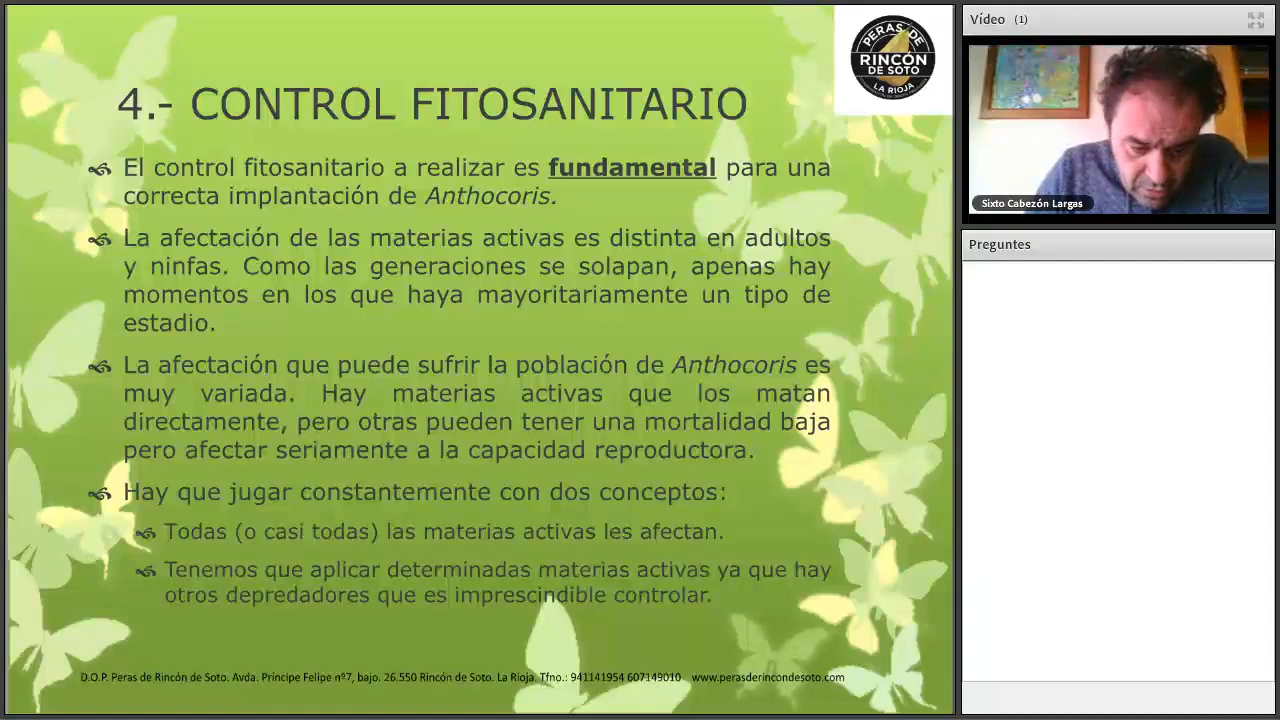 PERAS DE
RINCÓN
DE SOTO
LA RIOJA
4.- CONTROL FITOSANITARIO
El control fitosanitario a realizar es fundamental para una
correcta implantación de Anthocoris.
La afectación de las materias activas es distinta en adultos
y ninfas. Como las generaciones se solapan, apenas hay
momentos en los que haya mayoritariamente un tipo de
estadio.
La afectación que puede sufrir la población de Anthocoris es
muy variada. Hay materias activas que los matan
directamente, pero otras pueden tener una mortalidad baja
pero afectar seriamente a la capacidad reproductora.
Hay que jugar constantemente con dos conceptos:
Todas (o casi todas) las materias activas les afectan.
Tenemos que aplicar determinadas materias activas ya que hay
otros depredadores que es imprescindible controlar.
D.O.P. Peras de Rincón de Soto. Avda. Príncipe Felipe nº7, bajo. 26.550 Rincón de Soto. La Rioja. Tfno.: 941141954 607149010 www.perasderincondesoto.com
Vídeo (1)
Sixto Cabezón Largas
Preguntes